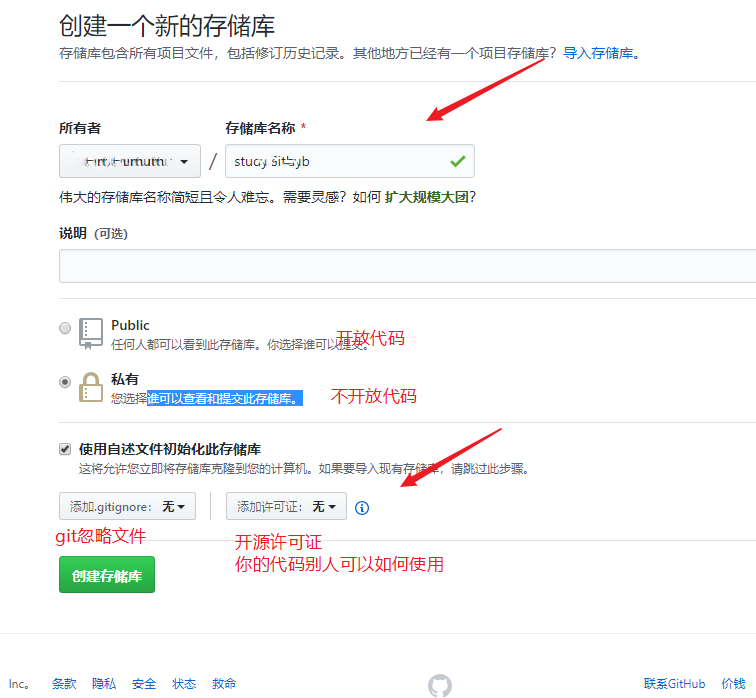 创建一个新的存储库
存储库包含所有项目文件，包括修订历史记录。其他地方已经有一个项目存储库？导入存储库。
所有者 存储库名称 *
/
伟大的存储库名称简短且令人难忘。需要灵感？如何 扩大规模大团?
说明 (可选)
Public
任何人都可以看到此存储库。你选择谁可以提交。
开放代码
私有
您选择谁可以查看和提交此存储库。
不开放代码
使用自述文件初始化此存储库
这将允许您立即将存储库克隆到您的计算机。如果要导入现有存储库，请跳过此步骤。
添加.gitignore： 无 添加许可证： 无
git忽略文件
开源许可证
你的代码别人可以如何使用
创建存储库
Inc。 条款 隐私 安全 状态 救命 联系GitHub 价钱